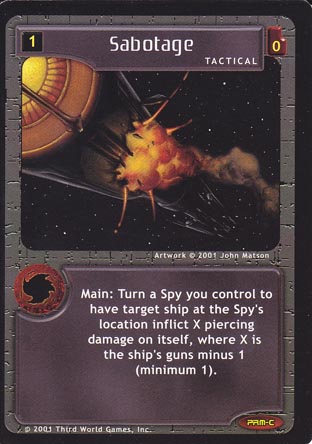 1
Sabotage
0
TACTICAL
Artwork © 2001 John Matson
Main: Turn a Spy you control to
have target ship at the Spy's
location inflict X piercing
damage on itself, where X is
the ship's guns minus 1
(minimum 1).
© 2001 Third World Games, Inc.
PRM-C